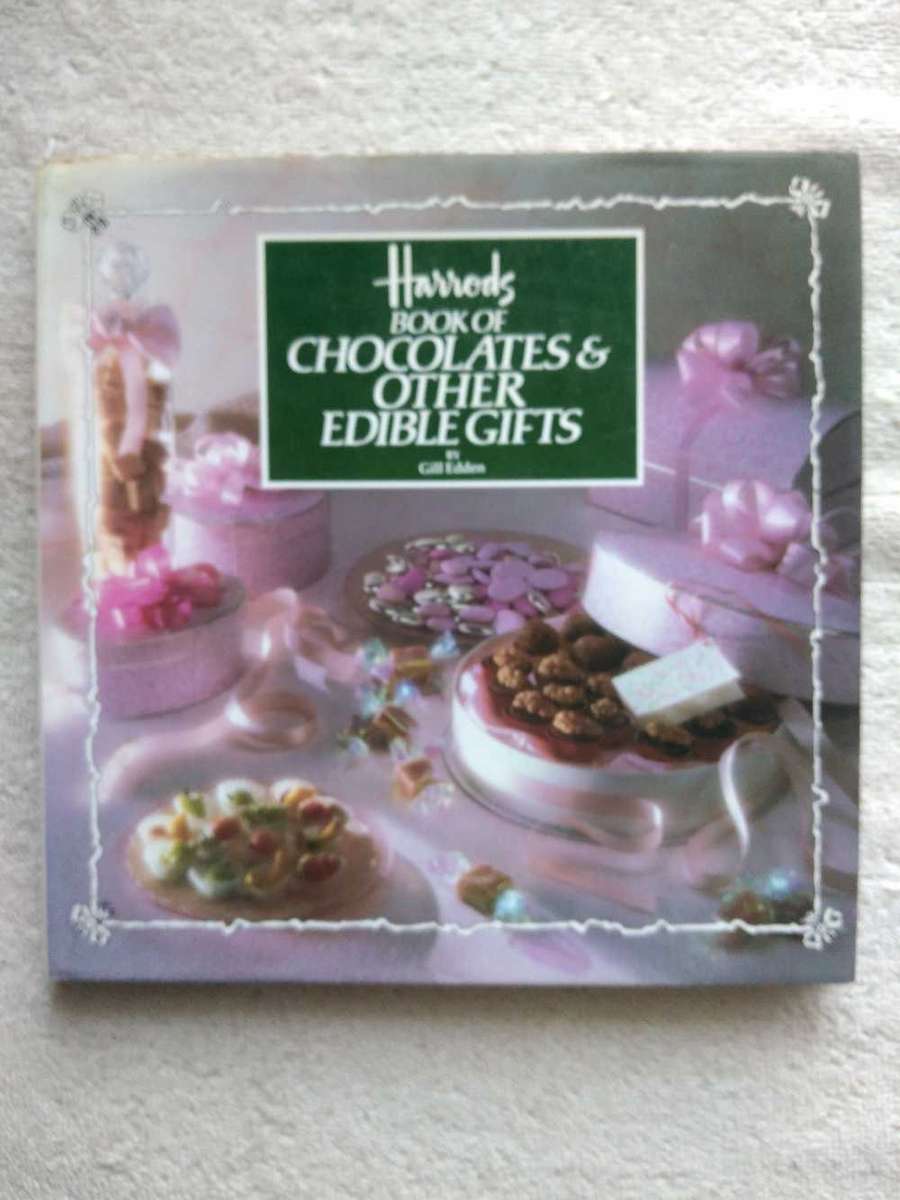 Harrods
BOOK OF
CHOCOLATES &
OTHER
EDIBLE GIFTS
BY
Gill Edden